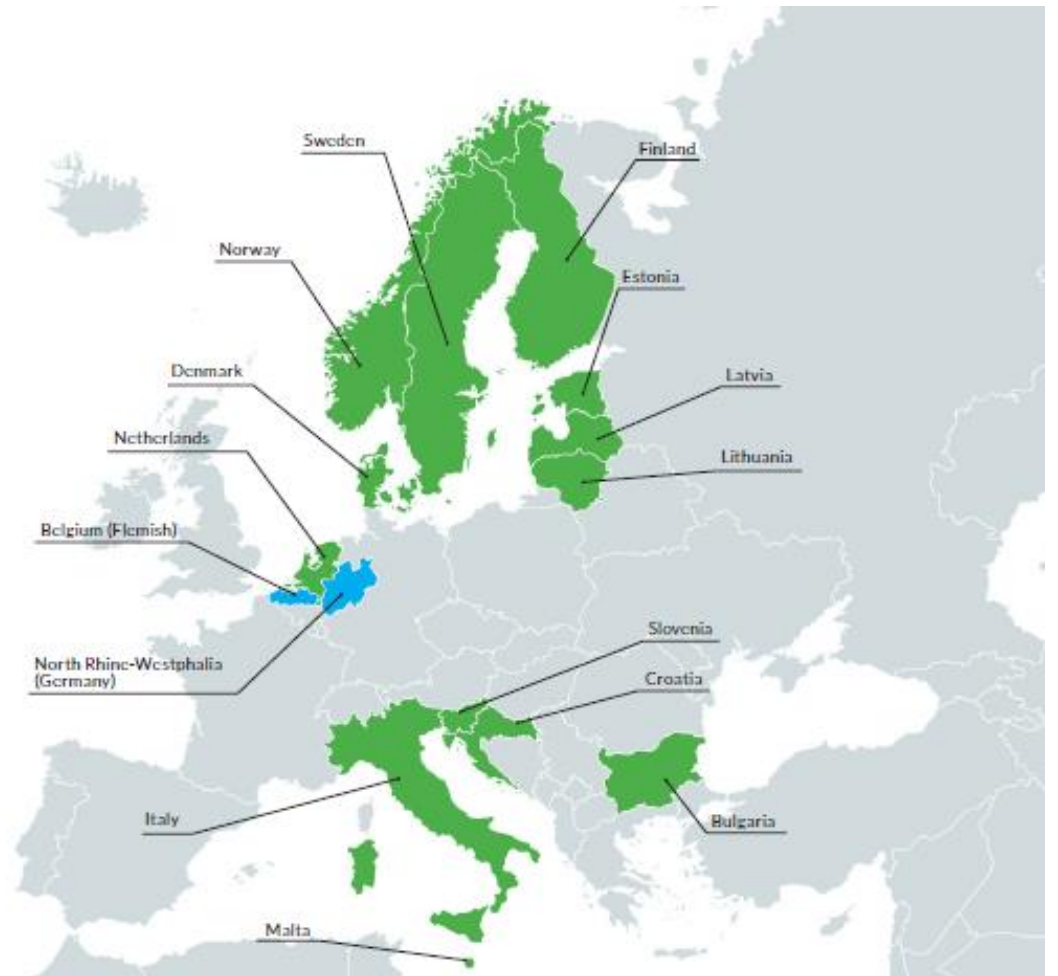 Sweden
Finland
Norway
Estonia
Denmark
Latvia
Netherlands
Lithuania
Belgium (Flemish)
Slovenia
North Rhine-Westphalia
(Germany)
Croatia
Italy
Bulgaria
Malta